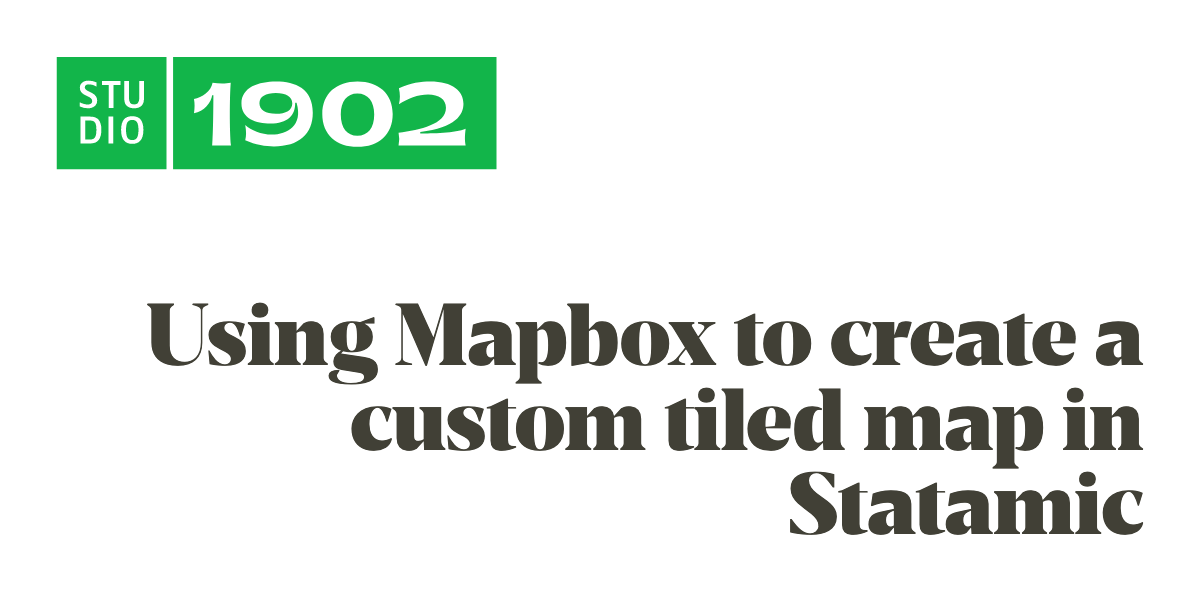 STU
DIO
1902
Using Mapbox to create a
custom tiled map in
Statamic